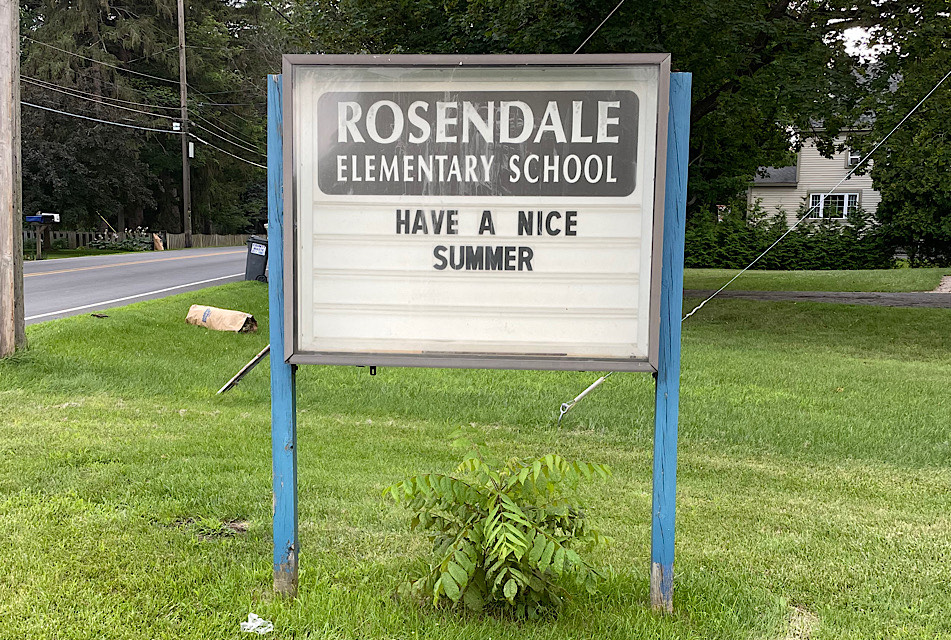 ROSENDALE
ELEMENTARY SCHOOL
HAVE A NICE
SUMMER